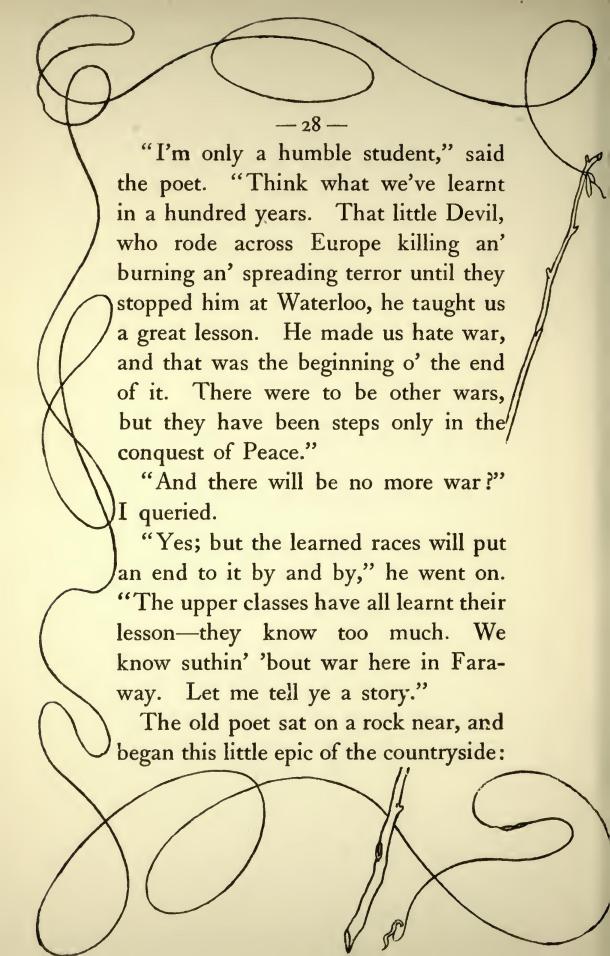 — 28 —
"I'm only a humble student," said
the poet. "Think what we've learnt
in a hundred years. That little Devil,
who rode across Europe killing an'
burning an' spreading terror until they
stopped him at Waterloo, he taught us
a great lesson. He made us hate war,
and that was the beginning o' the end
of it. There were to be other wars,
but they have been steps only in the
conquest of Peace."
"And there will be no more war?"
I queried.
"Yes; but the learned races will put
an end to it by and by," he went on.
"The upper classes have all learnt their
lesson—they know too much. We
know suthin' 'bout war here in Fara-
way. Let me tell ye a story."
The old poet sat on a rock near, and
began this little epic of the countryside: